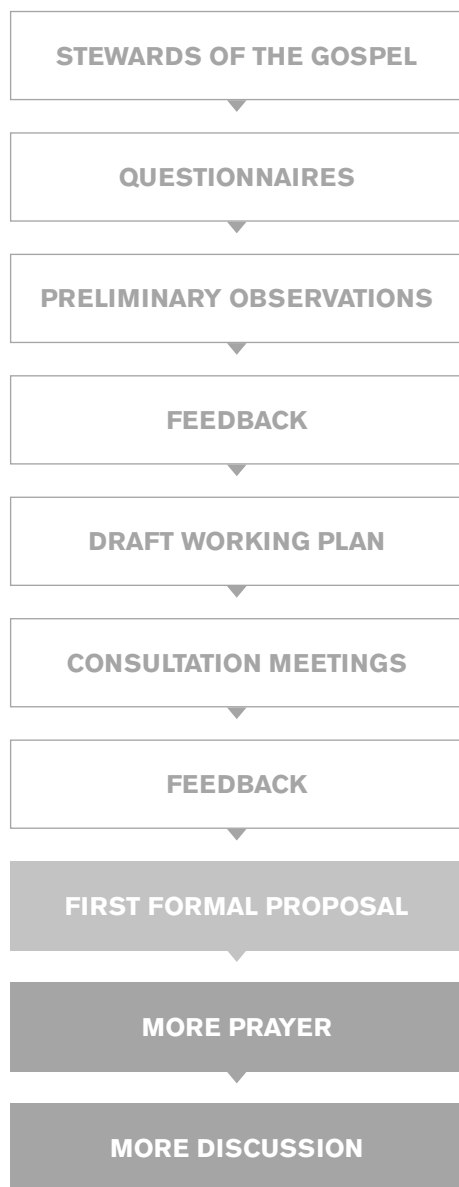 STEWARDS OF THE GOSPEL
QUESTIONNAIRES
PRELIMINARY OBSERVATIONS
FEEDBACK
DRAFT WORKING PLAN
CONSULTATION MEETINGS
FEEDBACK
FIRST FORMAL PROPOSAL
MORE PRAYER
MORE DISCUSSION